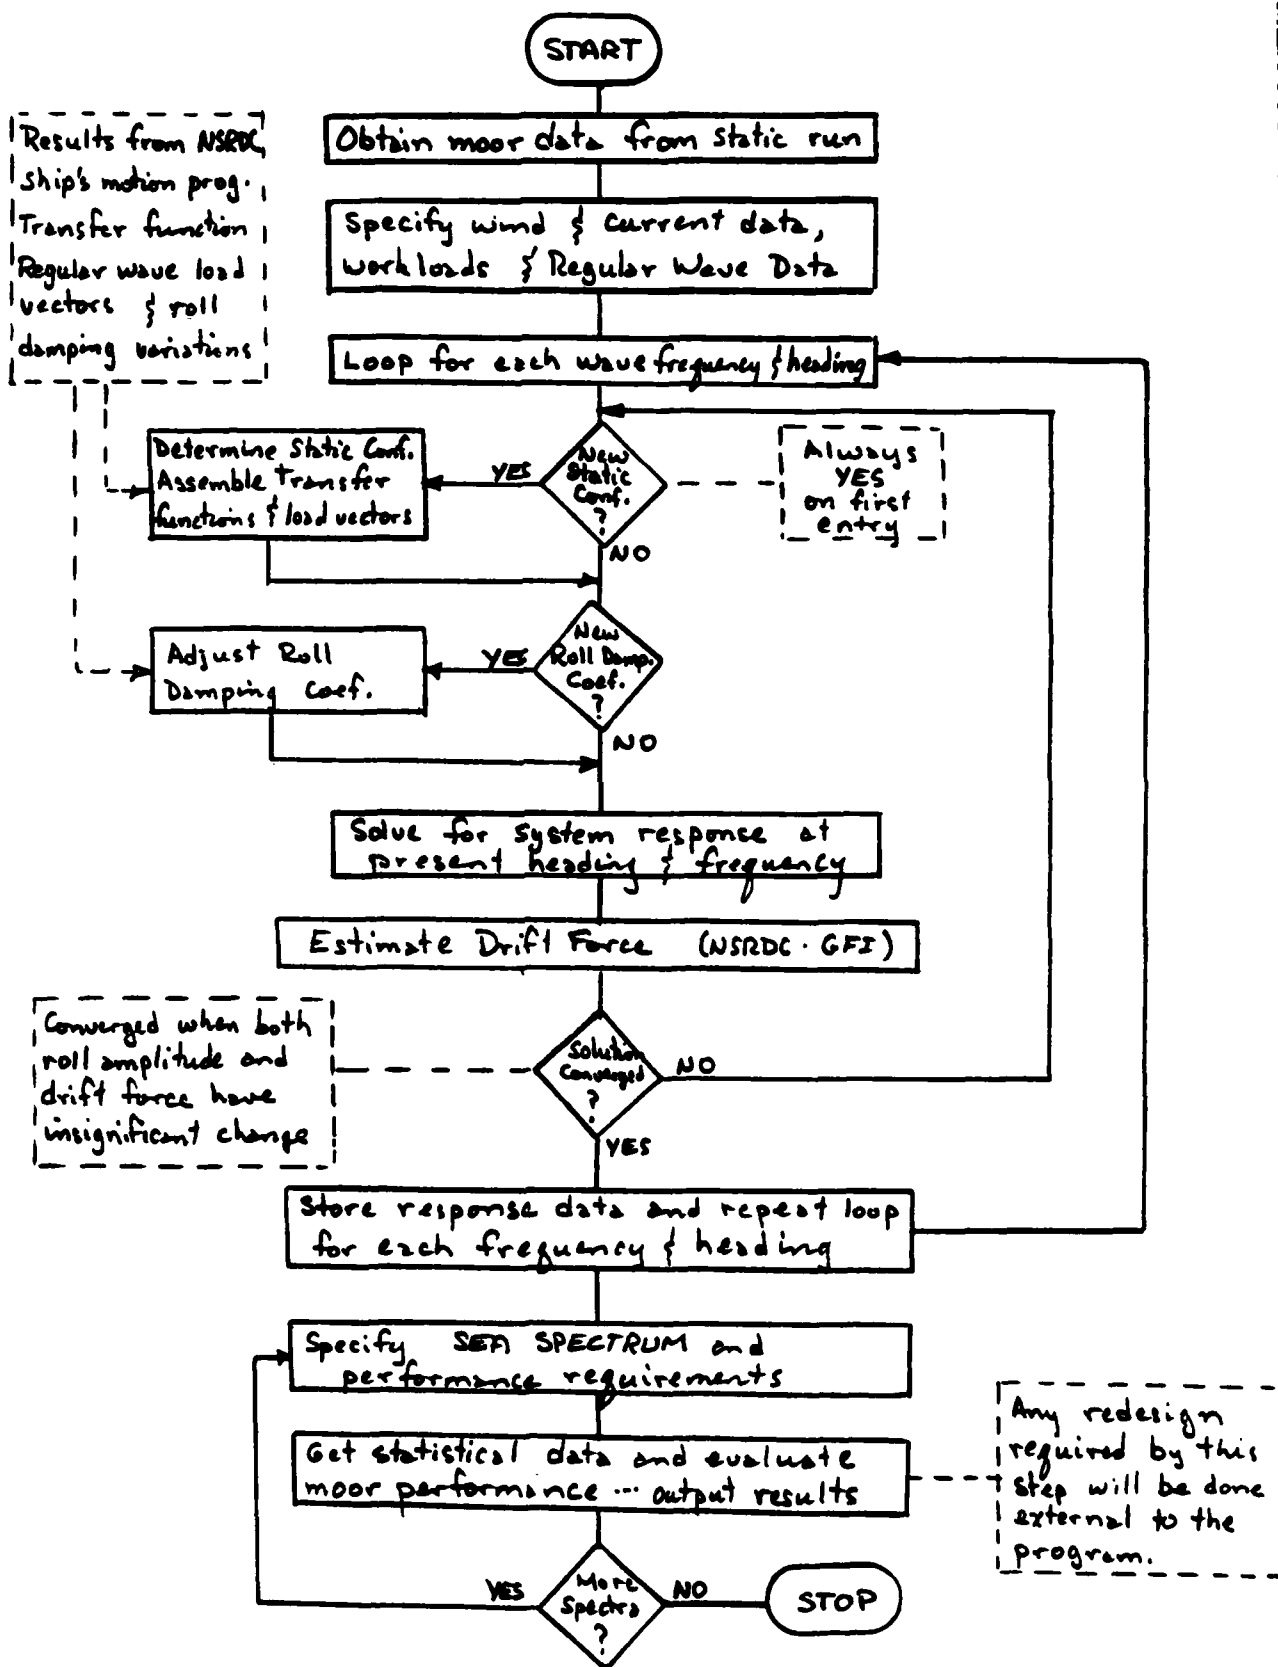 START
Obtain moor data from static run
Results from NSRDC
ship's motion prog.
Transfer function
Regular wave load
vectors & roll
damping variations
Specify wind & current data,
workloads & Regular Wave Data
Loop for each wave frequency & heading
Determine Static Conf.
Assemble Transfer
functions & load vectors
YES
New
Static
Conf.
?
NO
Always
YES
on first
entry
Adjust Roll
Damping Coef.
YES
New
Roll Damp.
Coef.
?
NO
Solve for system response at
present heading & frequency
Estimate Drift Force (NSRDC · GFI)
Converged when both
roll amplitude and
drift force have
insignificant change
Solution
Converged
?
NO
YES
Store response data and repeat loop
for each frequency & heading
Specify SEA SPECTRUM and
performance requirements
Get statistical data and evaluate
moor performance ... output results
Any redesign
required by this
step will be done
external to the
program.
YES
More
Spectra
?
NO
STOP